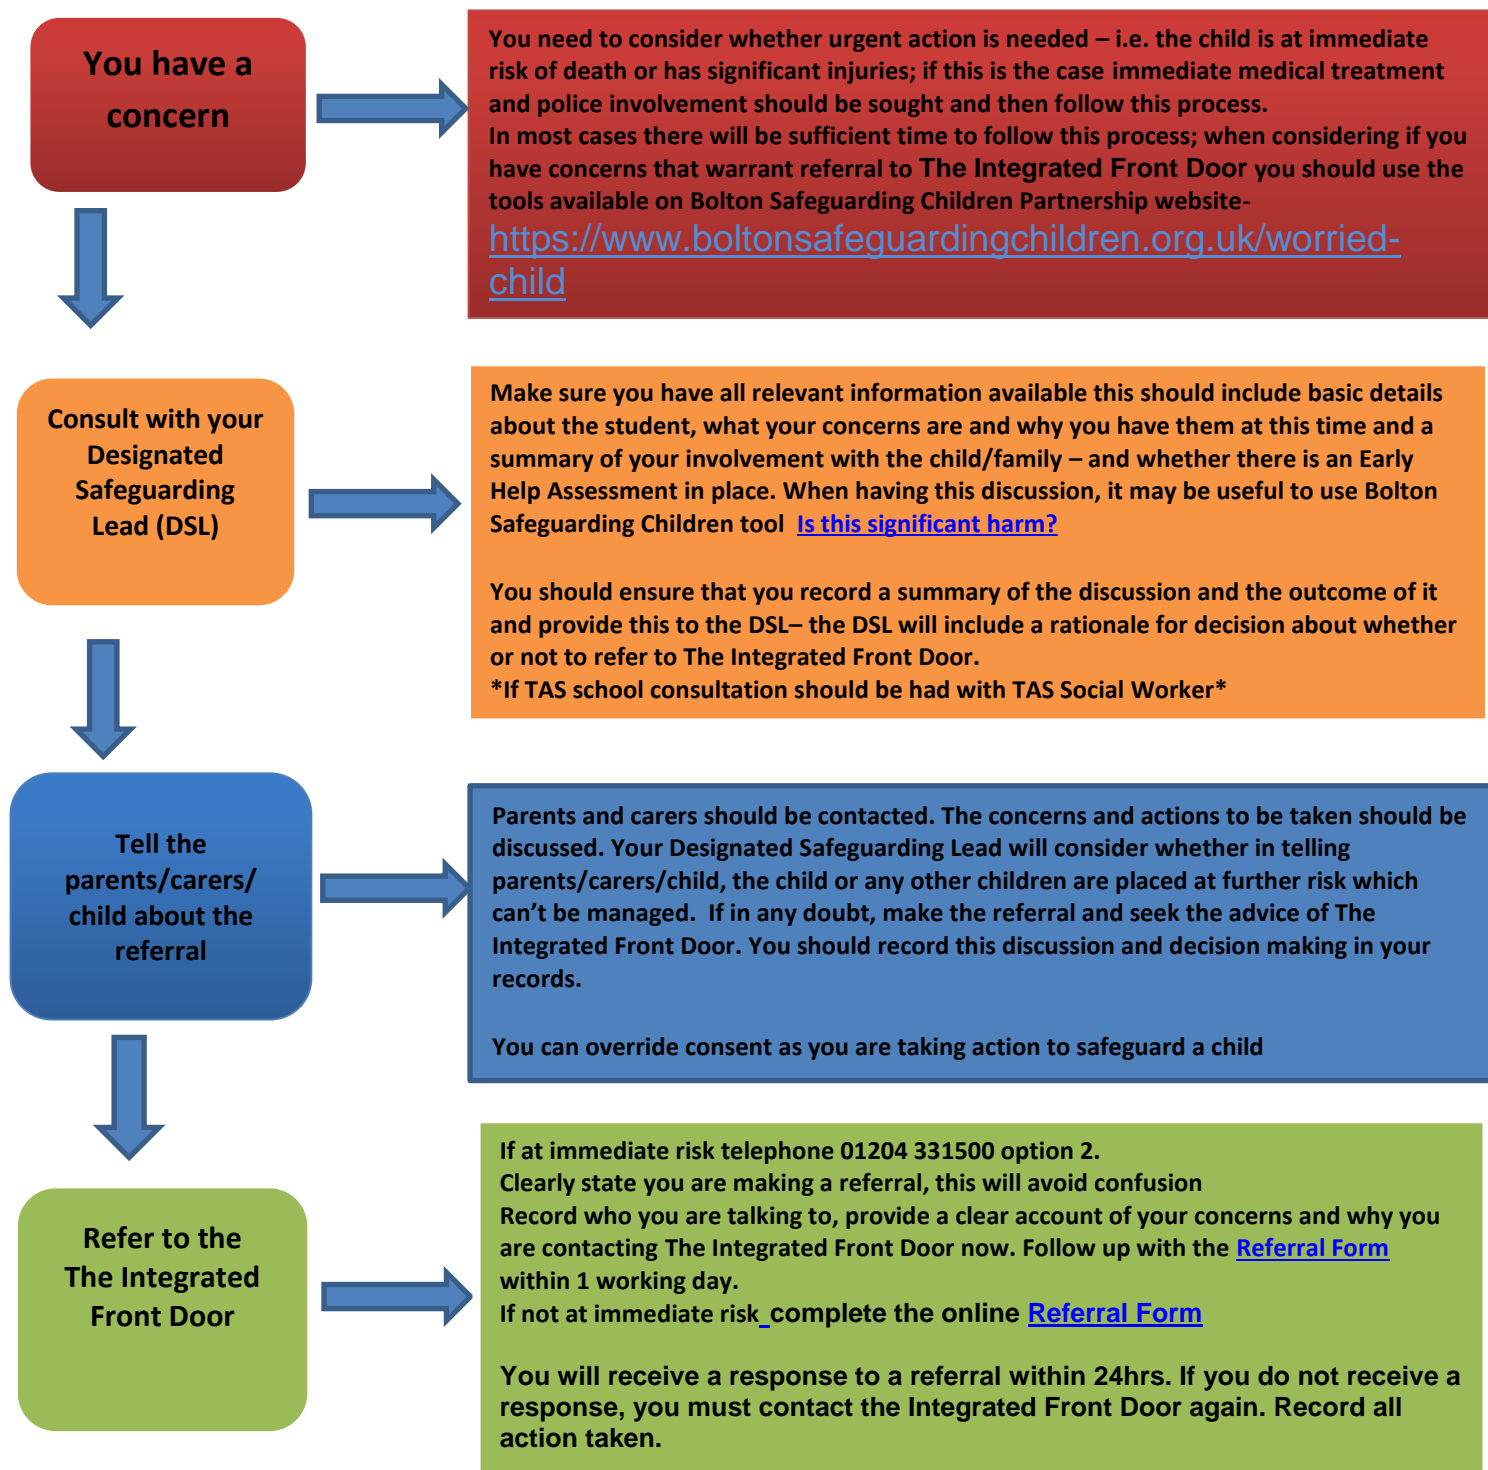 You have a
concern
You need to consider whether urgent action is needed – i.e. the child is at immediate
risk of death or has significant injuries; if this is the case immediate medical treatment
and police involvement should be sought and then follow this process.
In most cases there will be sufficient time to follow this process; when considering if you
have concerns that warrant referral to The Integrated Front Door you should use the
tools available on Bolton Safeguarding Children Partnership website-
https://www.boltonsafeguardingchildren.org.uk/worried-
child
Consult with your
Designated
Safeguarding
Lead (DSL)
Make sure you have all relevant information available this should include basic details
about the student, what your concerns are and why you have them at this time and a
summary of your involvement with the child/family – and whether there is an Early
Help Assessment in place. When having this discussion, it may be useful to use Bolton
Safeguarding Children tool  Is this significant harm?
You should ensure that you record a summary of the discussion and the outcome of it
and provide this to the DSL– the DSL will include a rationale for decision about whether
or not to refer to The Integrated Front Door.
*If TAS school consultation should be had with TAS Social Worker*
Tell the
parents/carers/
child about the
referral
Parents and carers should be contacted. The concerns and actions to be taken should be
discussed. Your Designated Safeguarding Lead will consider whether in telling
parents/carers/child, the child or any other children are placed at further risk which
can’t be managed.  If in any doubt, make the referral and seek the advice of The
Integrated Front Door. You should record this discussion and decision making in your
records.
You can override consent as you are taking action to safeguard a child
Refer to the
The Integrated
Front Door
If at immediate risk telephone 01204 331500 option 2.
Clearly state you are making a referral, this will avoid confusion
Record who you are talking to, provide a clear account of your concerns and why you
are contacting The Integrated Front Door now. Follow up with the Referral Form
within 1 working day.
If not at immediate risk complete the online Referral Form
You will receive a response to a referral within 24hrs. If you do not receive a
response, you must contact the Integrated Front Door again. Record all
action taken.